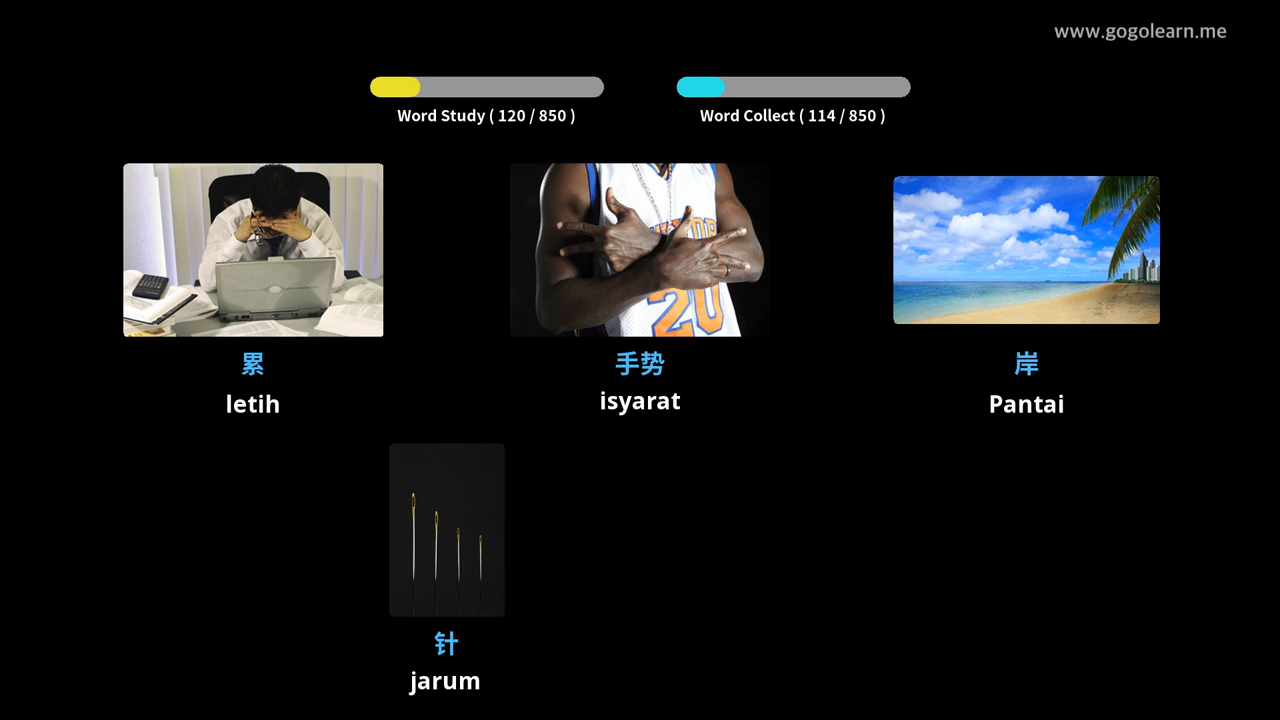 www.gogolearn.me
Word Study ( 120 / 850 )
Word Collect ( 114 / 850 )
20
累
letih
手势
isyarat
岸
Pantai
针
jarum